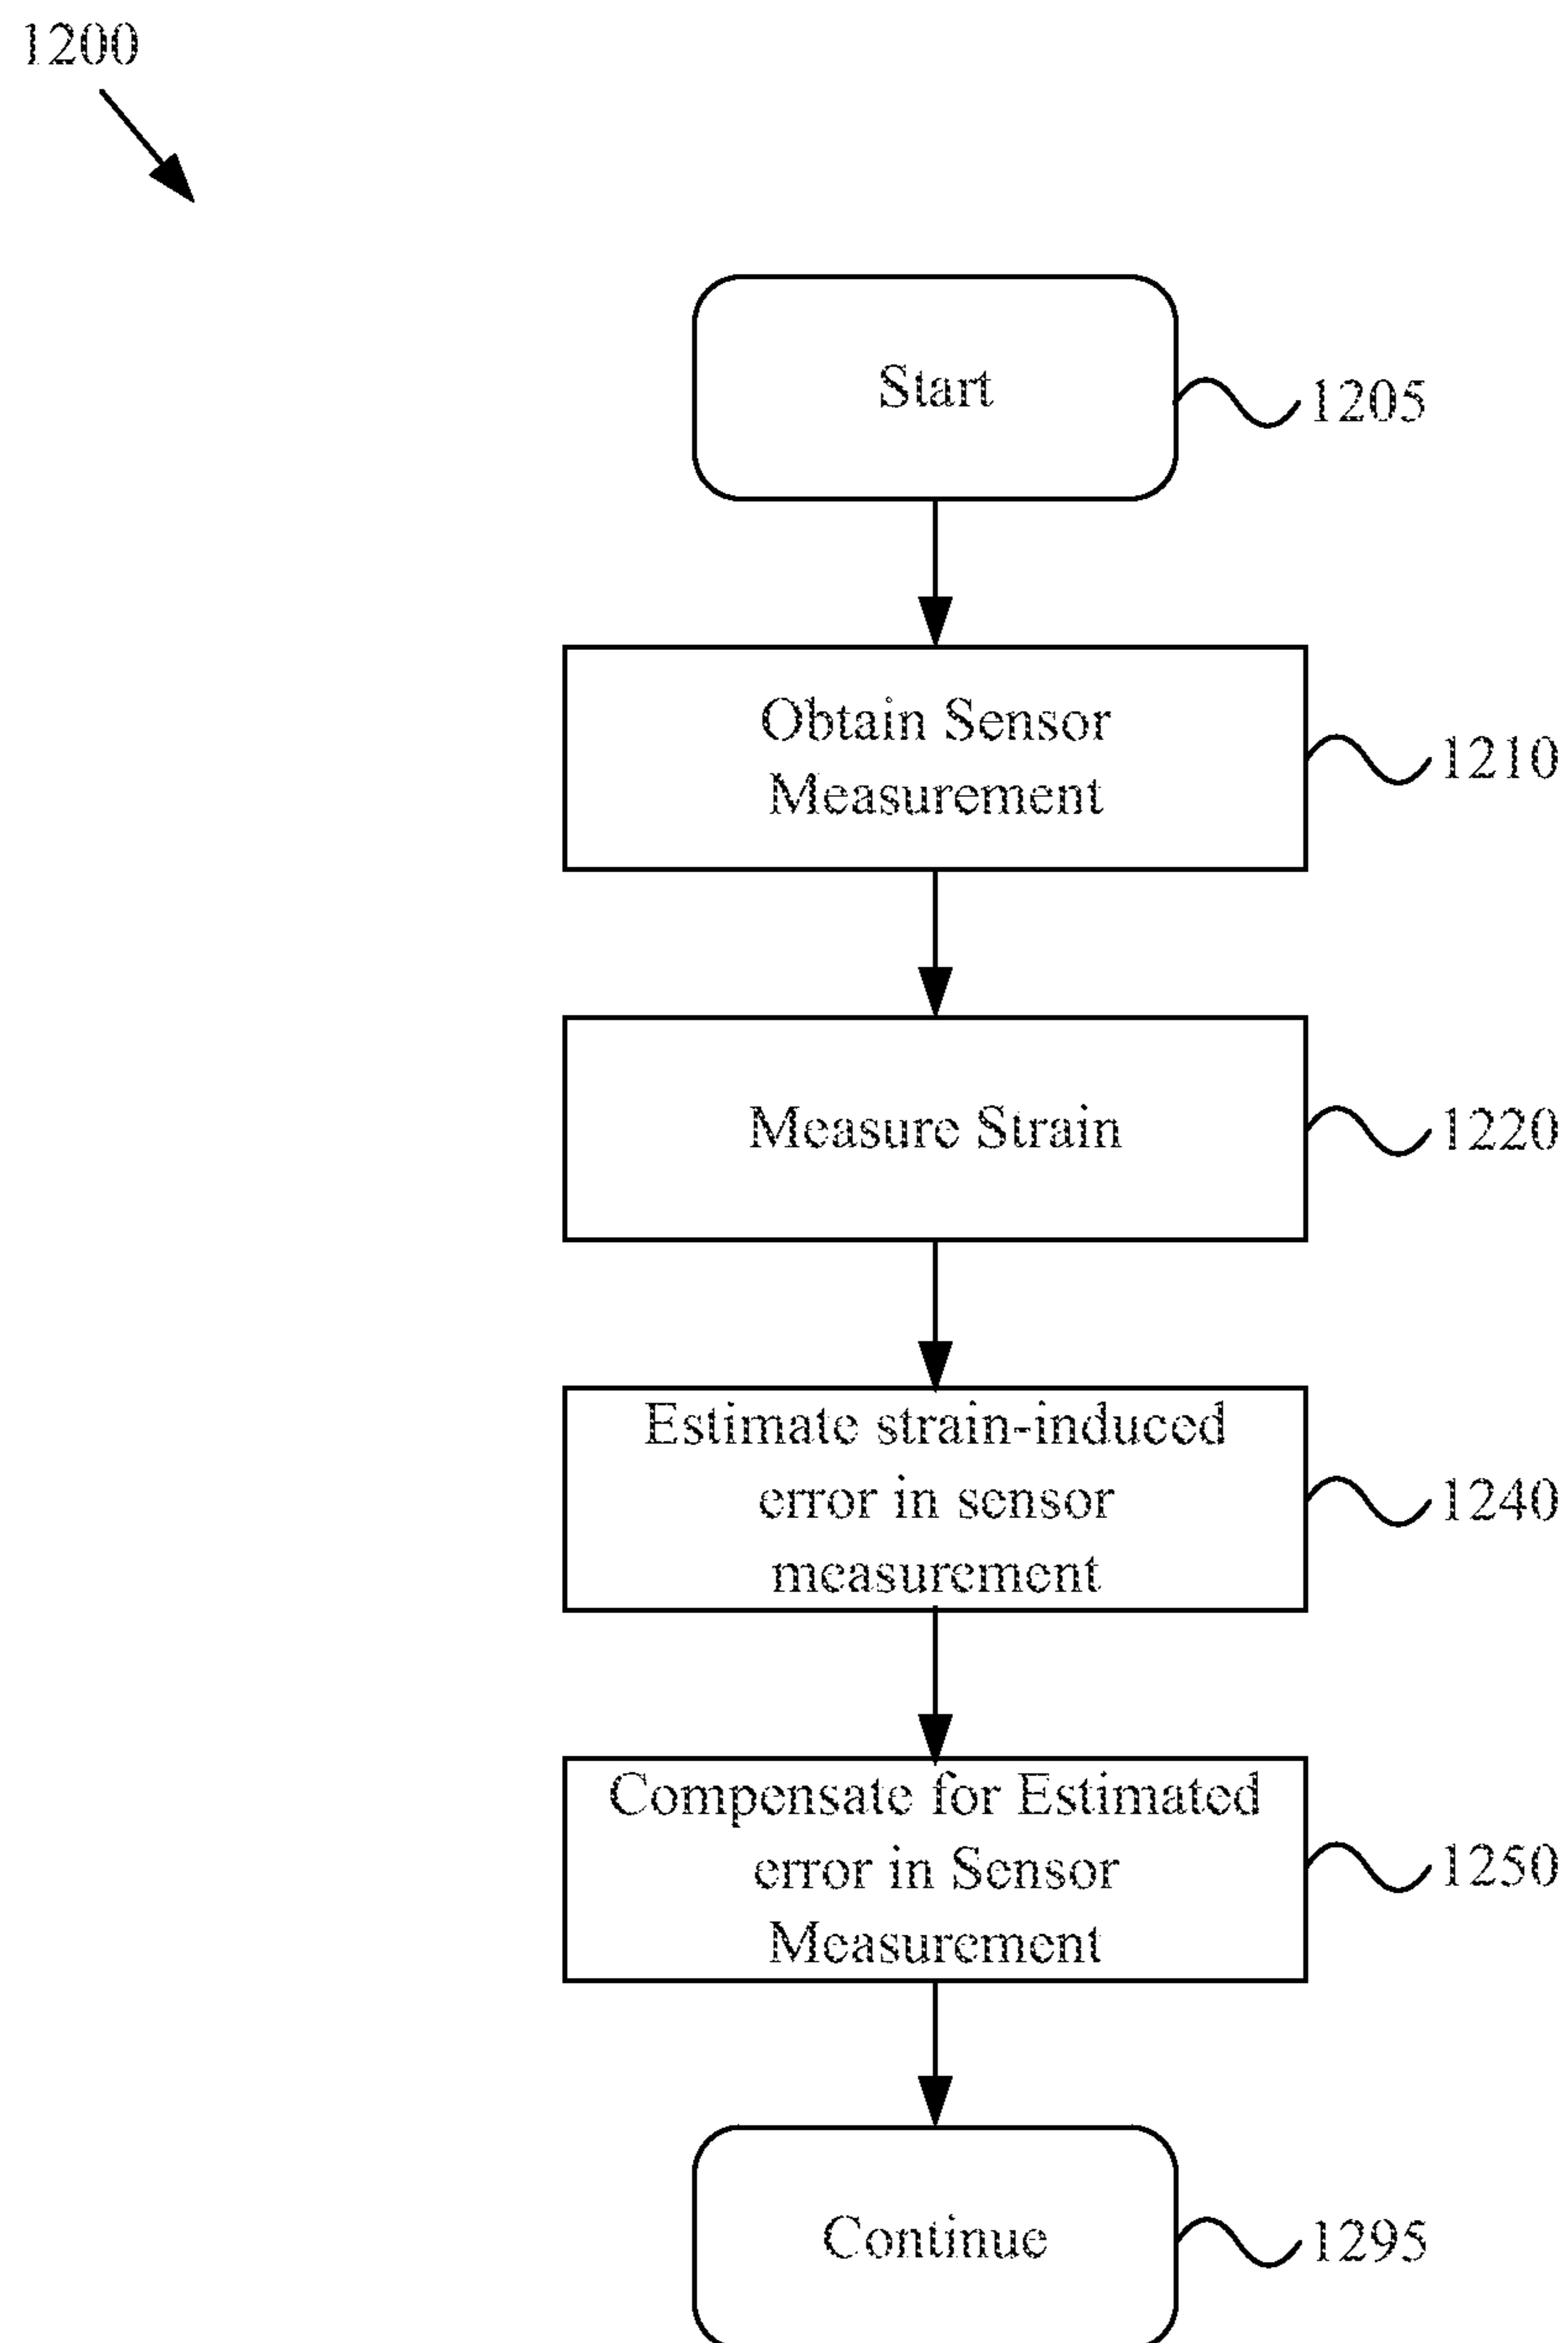 1200
Start
1205
Obtain Sensor
Measurement
1210
Measure Strain
1220
Estimate strain-induced
error in sensor
measurement
1240
Compensate for Estimated
error in Sensor
Measurement
1250
Continue
1295